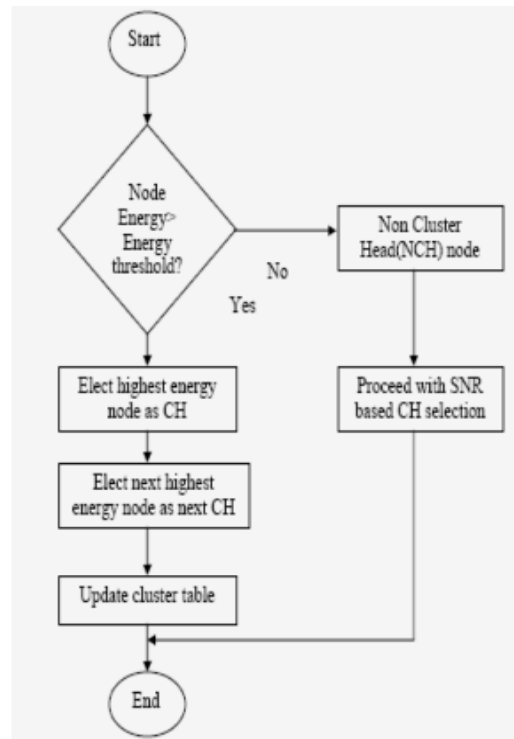 Start
Node
Energy>
Energy
threshold?
No
Yes
Non Cluster
Head(NCH) node
Elect highest energy
node as CH
Proceed with SNR
based CH selection
Elect next highest
energy node as next CH
Update cluster table
End